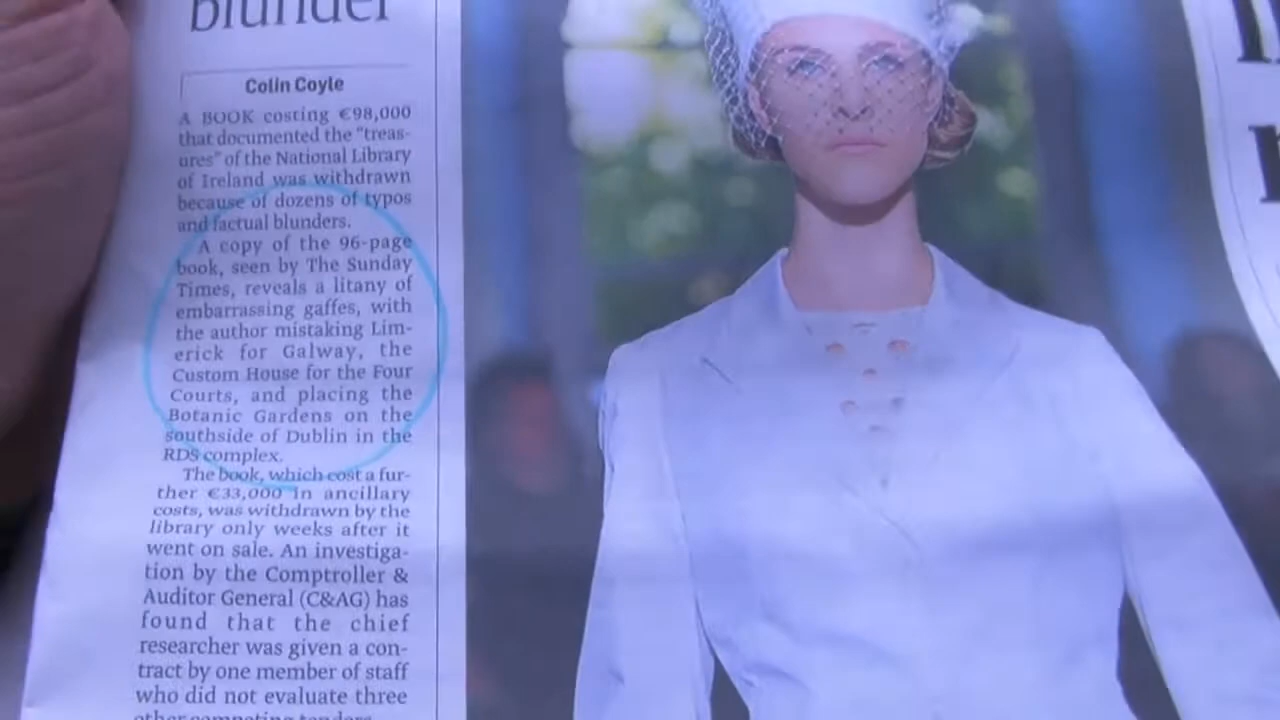 blunder
Colin Coyle
A BOOK costing €98,000
that documented the "treas-
ures" of the National Library
of Ireland was withdrawn
because of dozens of typos
and factual blunders.
A copy of the 96-page
book, seen by The Sunday
Times, reveals a litany of
embarrassing gaffes, with
the author mistaking Lim-
erick for Galway, the
Custom House for the Four
Courts, and placing the
Botanic Gardens on the
southside of Dublin in the
RDS complex.
The book, which cost a fur-
ther €33,000 in ancillary
costs, was withdrawn by the
library only weeks after it
went on sale. An investiga-
tion by the Comptroller &
Auditor General (C&AG) has
found that the chief
researcher was given a con-
tract by one member of staff
who did not evaluate three
other competing tenders.